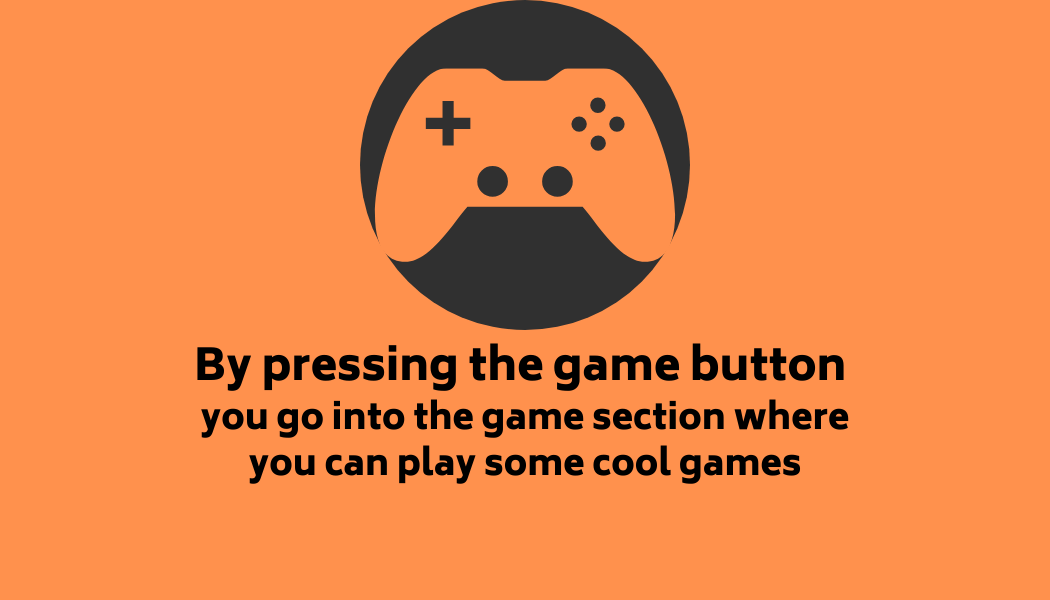 By pressing the game button
you go into the game section where
you can play some cool games